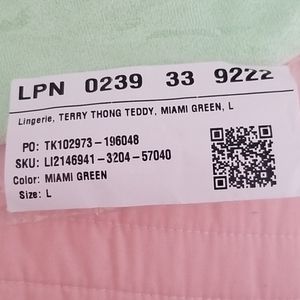 LPN 0239 33 9222
Lingerie, TERRY THONG TEDDY, MIAMI GREEN, L
PO: TK102973-196048
SKU: LI2146941-3204-57040
Color: MIAMI GREEN
Size: L